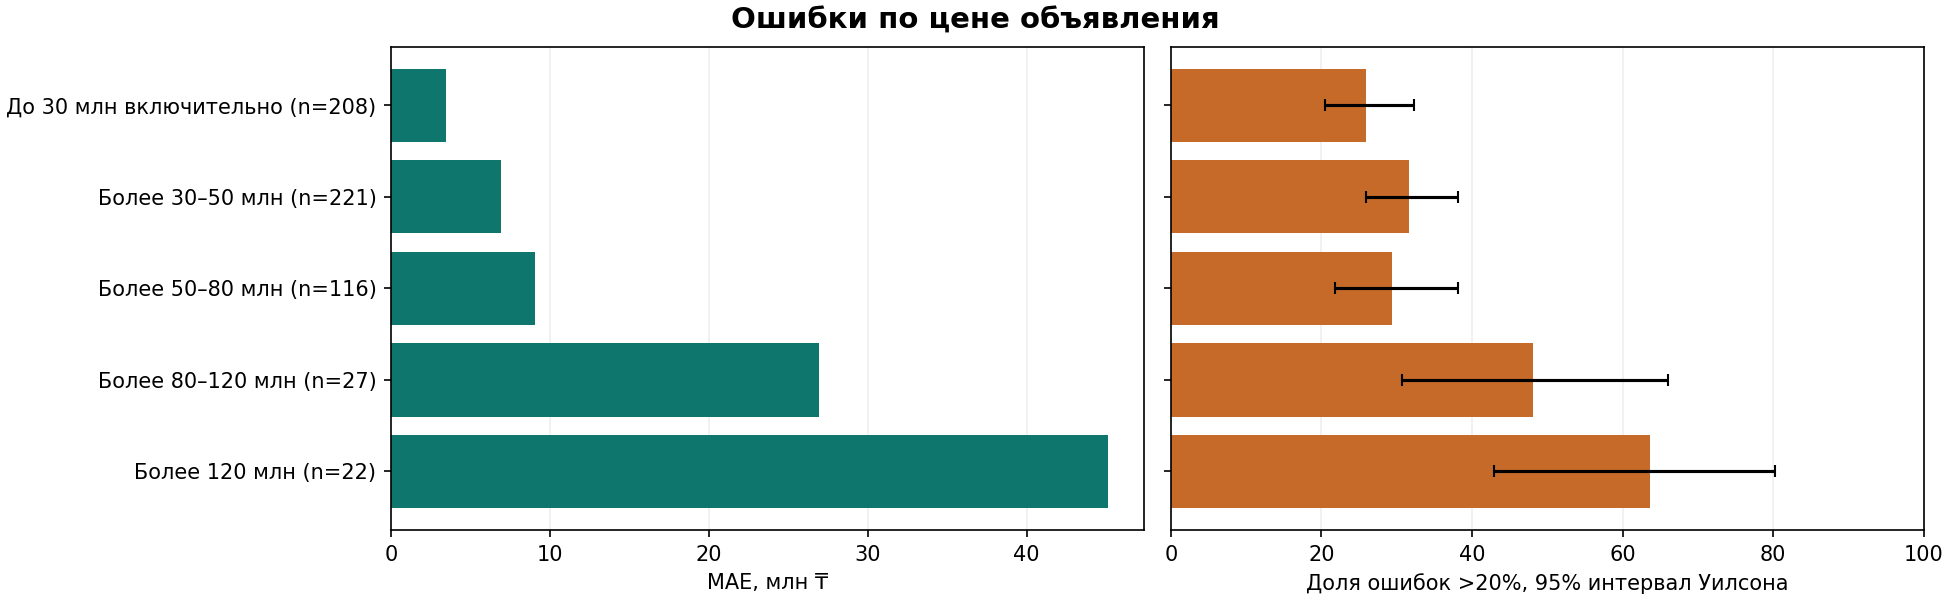 Ошибки по цене объявления
До 30 млн включительно (n=208)
Более 30–50 млн (n=221)
Более 50–80 млн (n=116)
Более 80–120 млн (n=27)
Более 120 млн (n=22)
0 10 20 30 40
MAE, млн ₸
0 20 40 60 80 100
Доля ошибок >20%, 95% интервал Уилсона